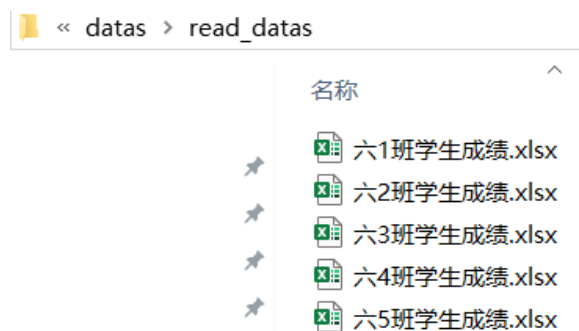 « datas > read_datas
名称
六1班学生成绩.xlsx
六2班学生成绩.xlsx
六3班学生成绩.xlsx
六4班学生成绩.xlsx
六5班学生成绩.xlsx